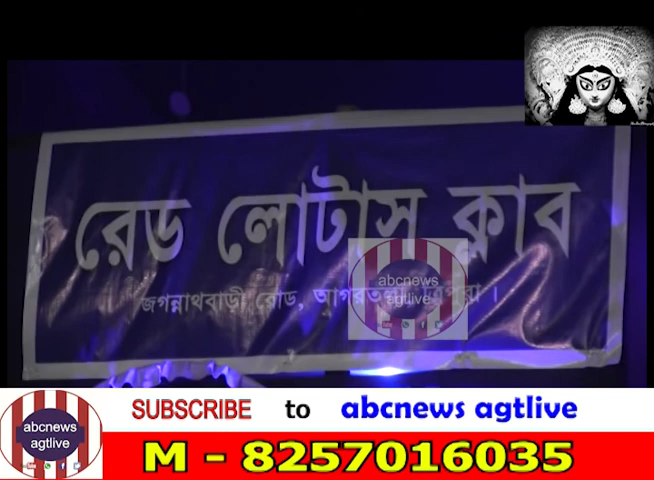 রেড লোটাস ক্লাব
জগন্নাথবাড়ী রোড, আগরতলা ত্রিপুরা ।
abcnews
agtlive
abcnews
agtlive
SUBSCRIBE to abcnews agtlive
M - 8257016035